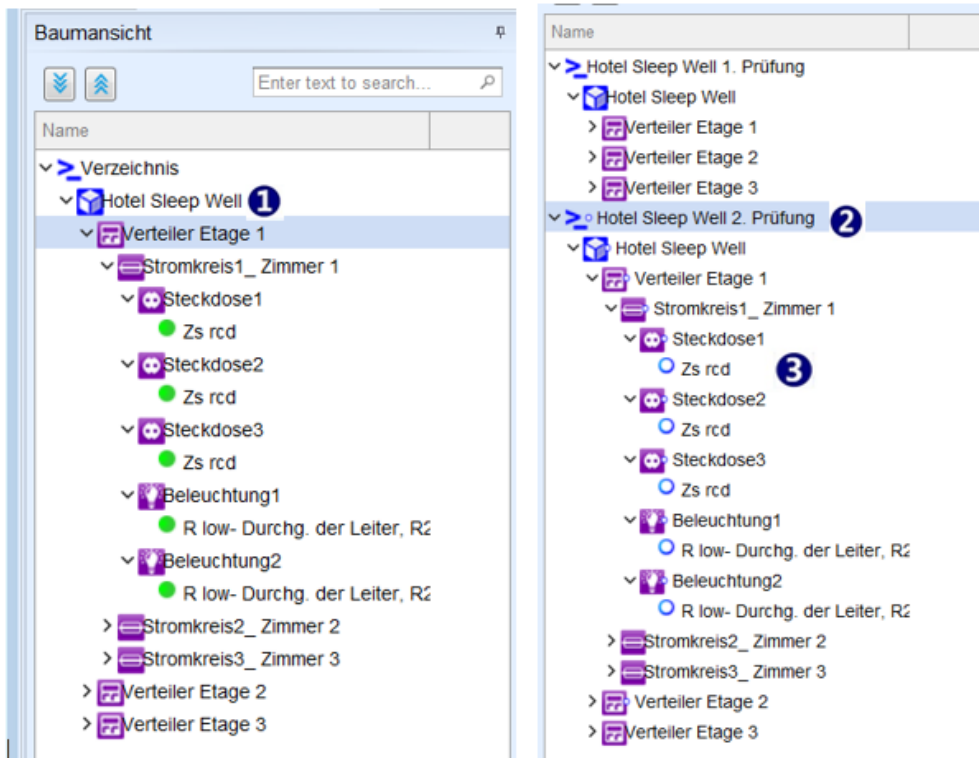 Baumansicht
Enter text to search...
Name
Verzeichnis
Hotel Sleep Well 1
Verteiler Etage 1
Stromkreis1_ Zimmer 1
Steckdose1
Zs rcd
Steckdose2
Zs rcd
Steckdose3
Zs rcd
Beleuchtung1
R low- Durchg. der Leiter, R2
Beleuchtung2
R low- Durchg. der Leiter, R2
Stromkreis2_ Zimmer 2
Stromkreis3_ Zimmer 3
Verteiler Etage 2
Verteiler Etage 3
Name
Hotel Sleep Well 1. Prüfung
Hotel Sleep Well
Verteiler Etage 1
Verteiler Etage 2
Verteiler Etage 3
Hotel Sleep Well 2. Prüfung 2
Hotel Sleep Well
Verteiler Etage 1
Stromkreis1_ Zimmer 1
Steckdose1
Zs rcd 3
Steckdose2
Zs rcd
Steckdose3
Zs rcd
Beleuchtung1
R low- Durchg. der Leiter, R2
Beleuchtung2
R low- Durchg. der Leiter, R2
Stromkreis2_ Zimmer 2
Stromkreis3_ Zimmer 3
Verteiler Etage 2
Verteiler Etage 3